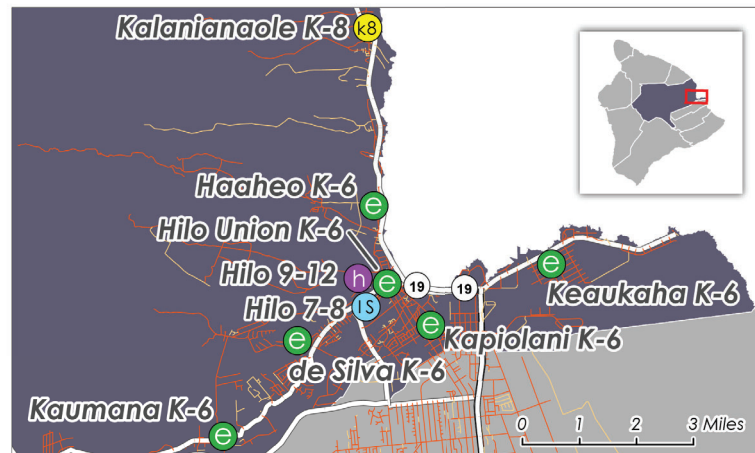 Kalanianaole K-8
k8
Haaheo K-6
e
Hilo Union K-6
e
Hilo 9-12
h
19
19
e
Keaukaha K-6
Hilo 7-8
IS
e
Kapiolani K-6
e
de Silva K-6
Kaumana K-6
e
0 1 2 3 Miles